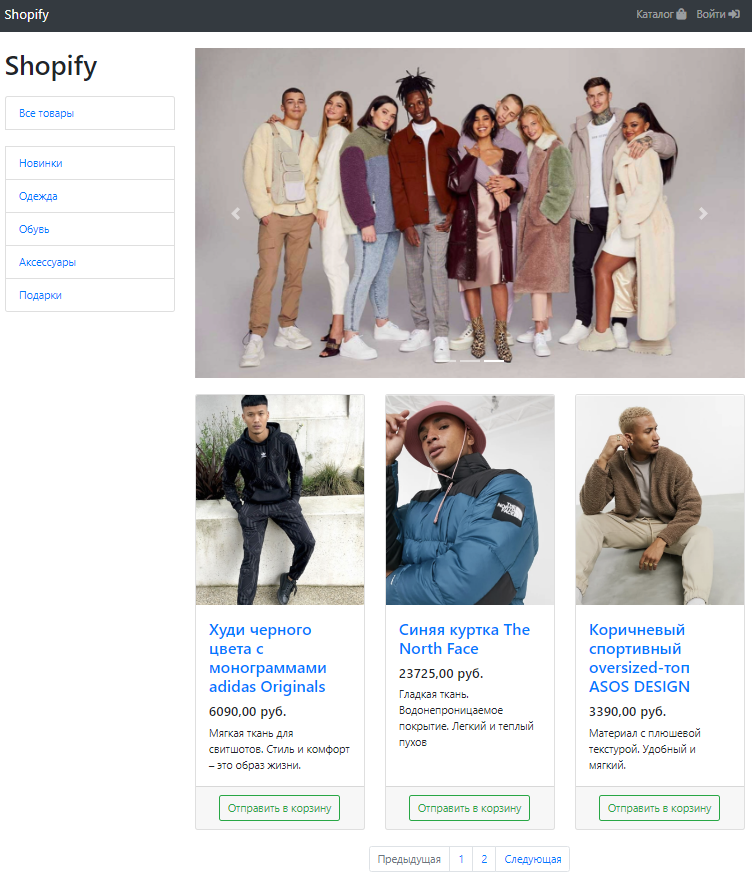 Shopify
Каталог
Войти
Shopify
Все товары
Новинки
Одежда
Обувь
Аксессуары
Подарки
THE
NORTH
FACE
Худи черного
цвета с
монограммами
adidas Originals
6090,00 руб.
Мягкая ткань для
свитшотов. Стиль и комфорт
– это образ жизни.
Отправить в корзину
Синяя куртка The
North Face
23725,00 руб.
Гладкая ткань.
Водонепроницаемое
покрытие. Легкий и теплый
пухов
Отправить в корзину
Коричневый
спортивный
oversized-топ
ASOS DESIGN
3390,00 руб.
Материал с плюшевой
текстурой. Удобный и
мягкий.
Отправить в корзину
Предыдущая 1 2 Следующая